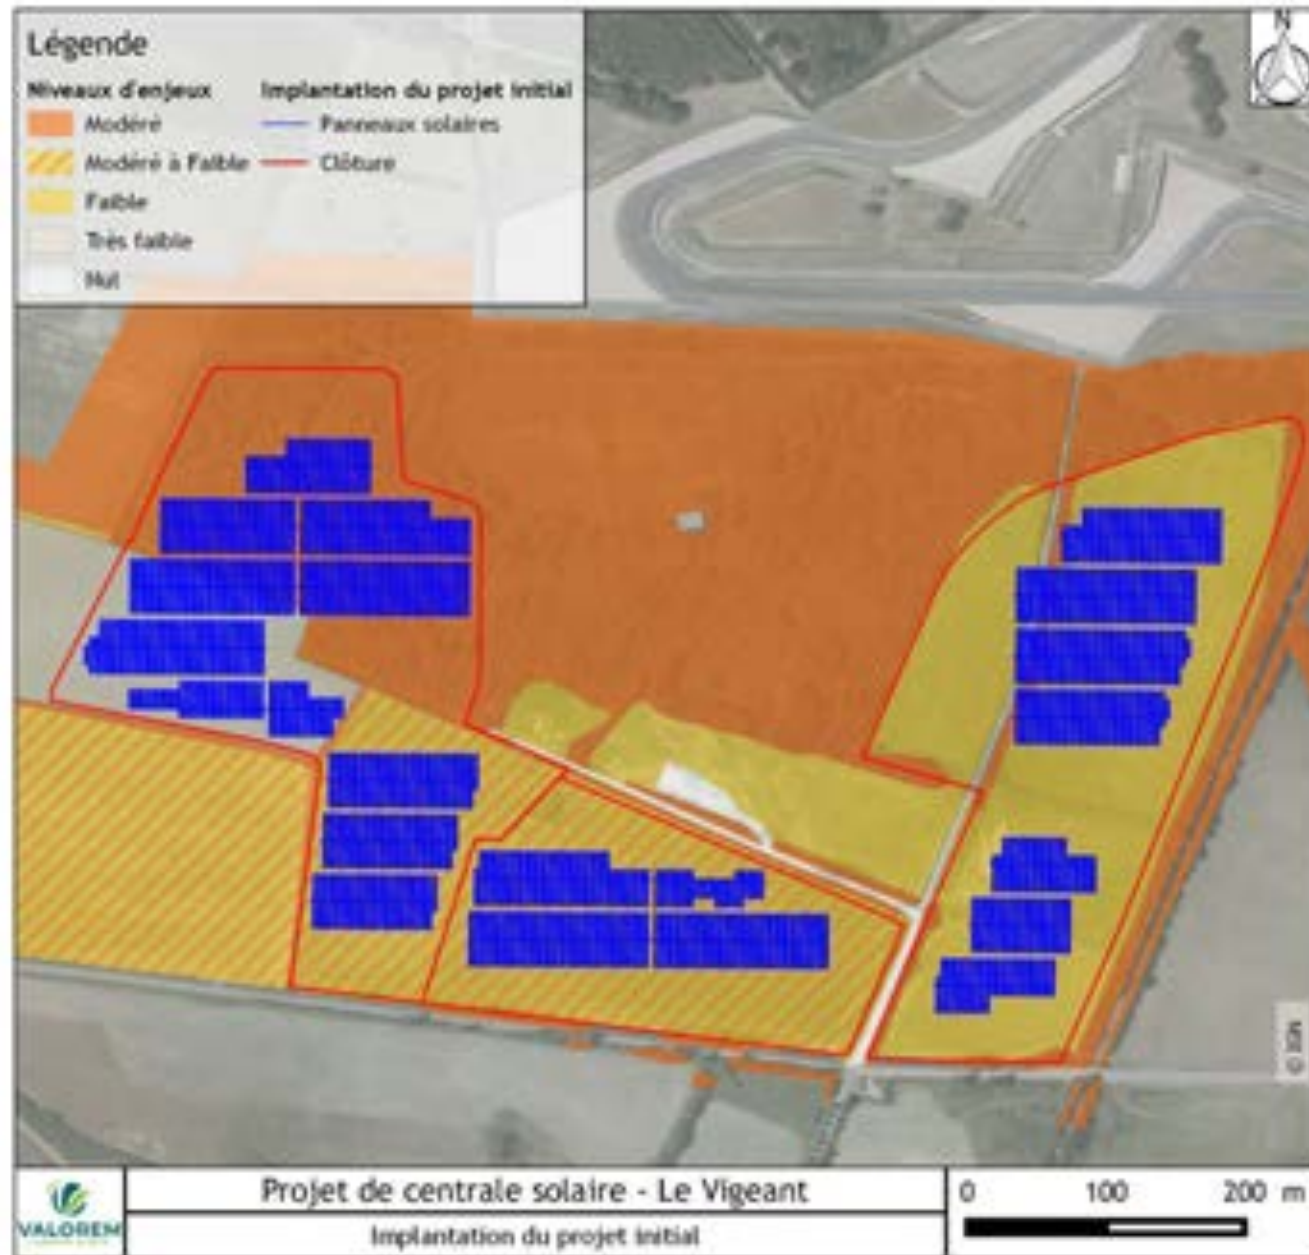 Légende
Niveaux d'enjeux
Modéré
Modéré à Faible
Faible
Très faible
Nul
Implantation du projet initial
Panneaux solaires
Clôture
N
© IGN
VALOREM
Projet de centrale solaire - Le Vigeant
Implantation du projet initial
0 100 200 m